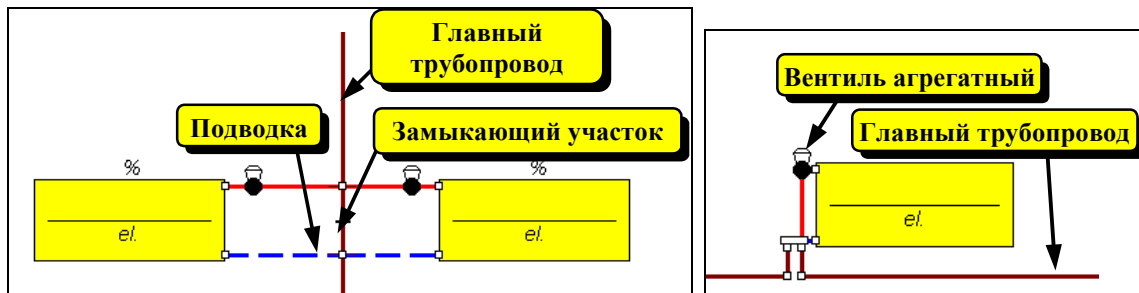 Главный
трубопровод
Подводка
Замыкающий участок
%
%
el.
el.
Вентиль агрегатный
Главный трубопровод
el.